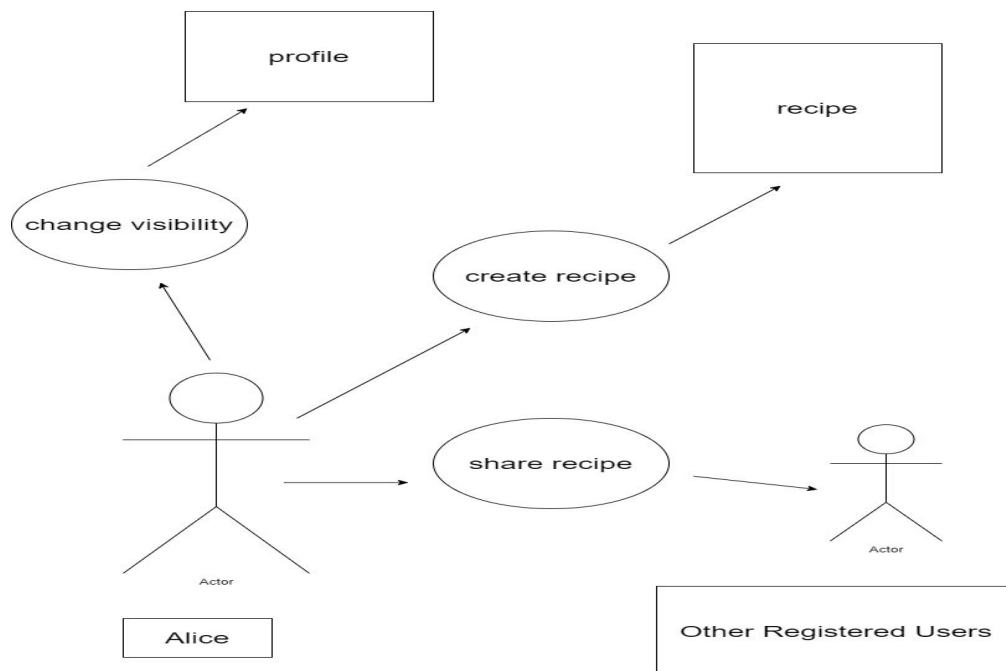 profile
recipe
change visibility
create recipe
share recipe
Actor
Actor
Alice
Other Registered Users